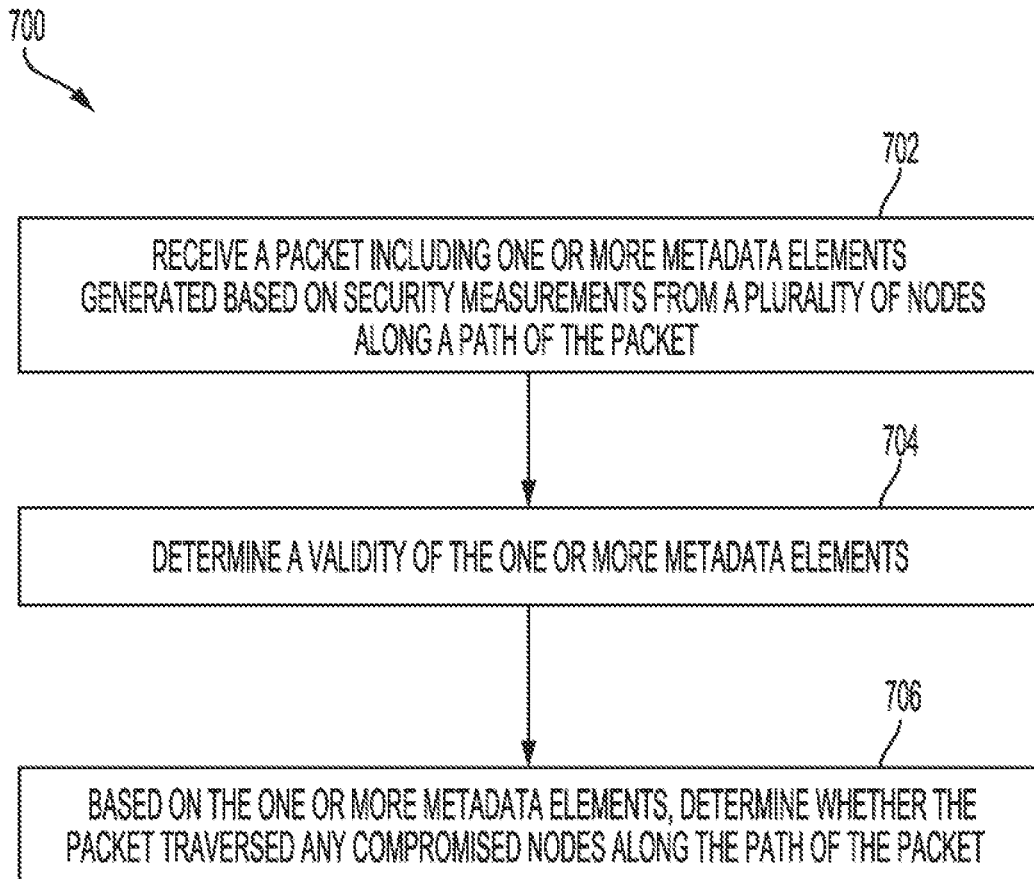 700
702
RECEIVE A PACKET INCLUDING ONE OR MORE METADATA ELEMENTS
GENERATED BASED ON SECURITY MEASUREMENTS FROM A PLURALITY OF NODES
ALONG A PATH OF THE PACKET
704
DETERMINE A VALIDITY OF THE ONE OR MORE METADATA ELEMENTS
706
BASED ON THE ONE OR MORE METADATA ELEMENTS, DETERMINE WHETHER THE
PACKET TRAVERSED ANY COMPROMISED NODES ALONG THE PATH OF THE PACKET